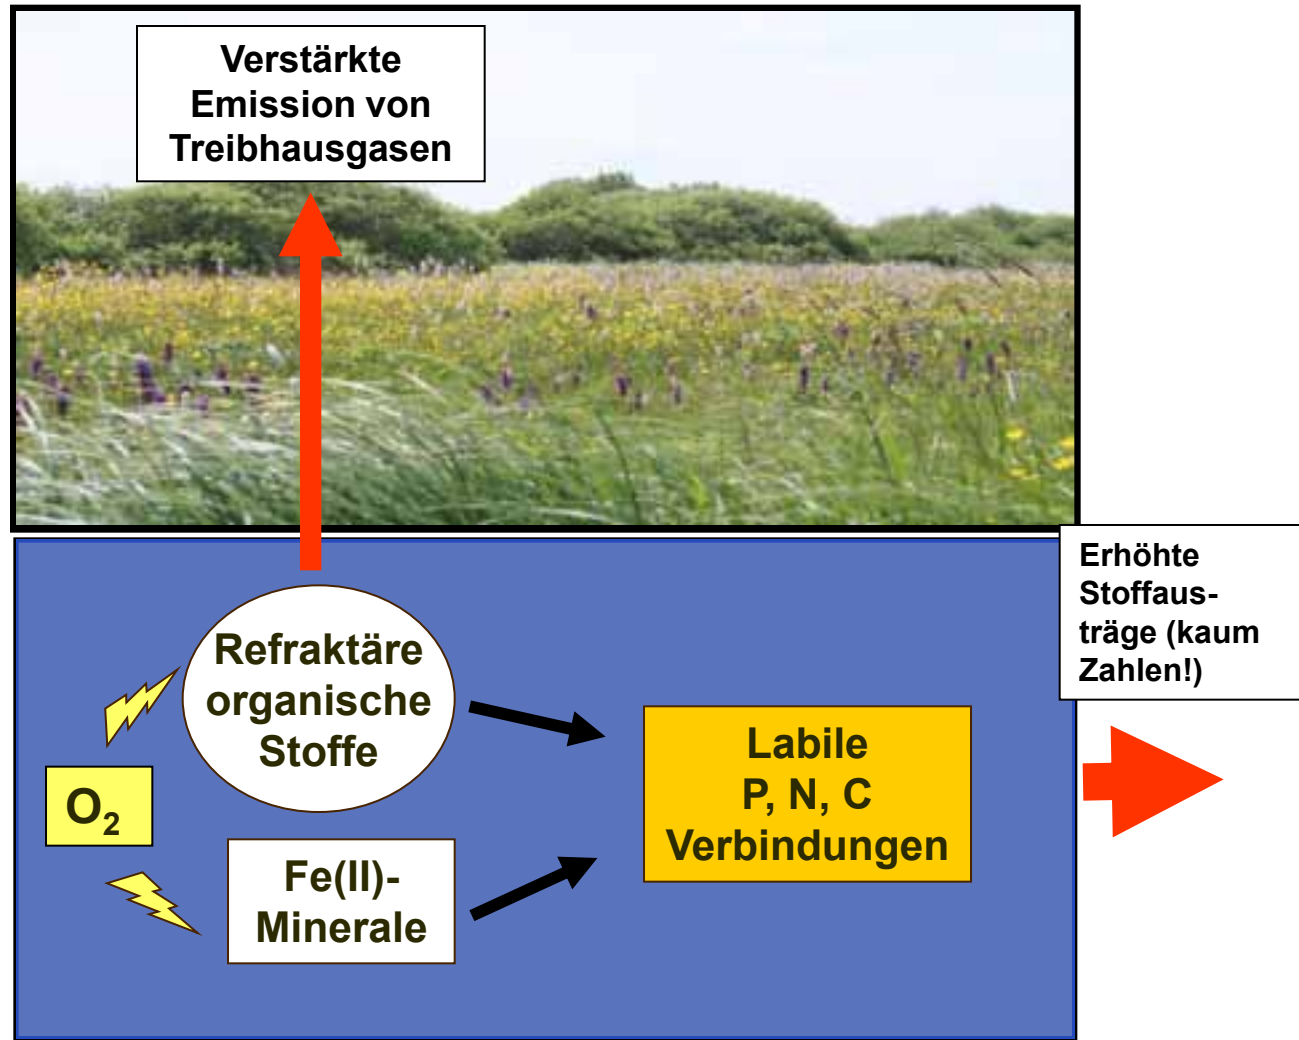 Verstärkte
Emission von
Treibhausgasen
Erhöhte
Stoffaus-
träge (kaum
Zahlen!)
Refraktäre
organische
Stoffe
Labile
P, N, C
Verbindungen
O₂
Fe(II)-
Minerale